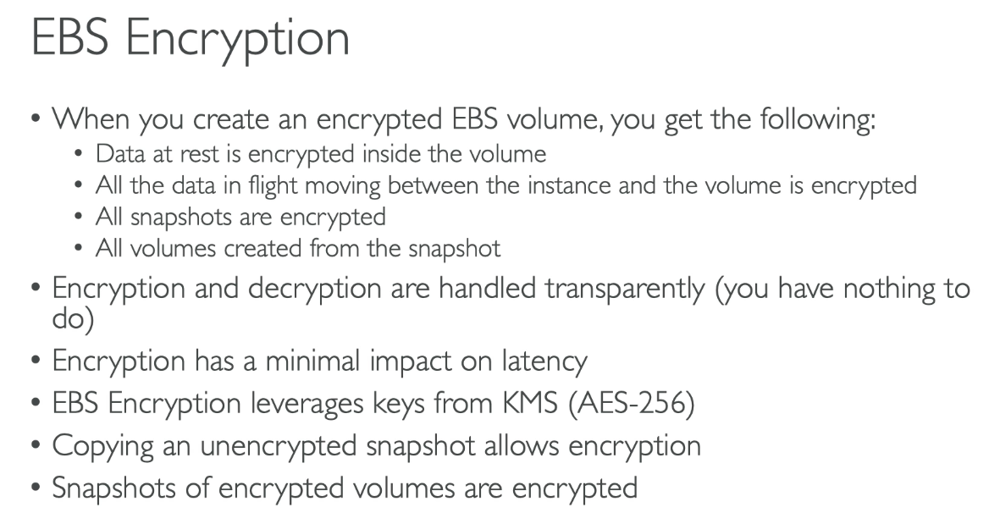 EBS Encryption
• When you create an encrypted EBS volume, you get the following:
• Data at rest is encrypted inside the volume
• All the data in flight moving between the instance and the volume is encrypted
• All snapshots are encrypted
• All volumes created from the snapshot
• Encryption and decryption are handled transparently (you have nothing to
do)
• Encryption has a minimal impact on latency
• EBS Encryption leverages keys from KMS (AES-256)
• Copying an unencrypted snapshot allows encryption
• Snapshots of encrypted volumes are encrypted